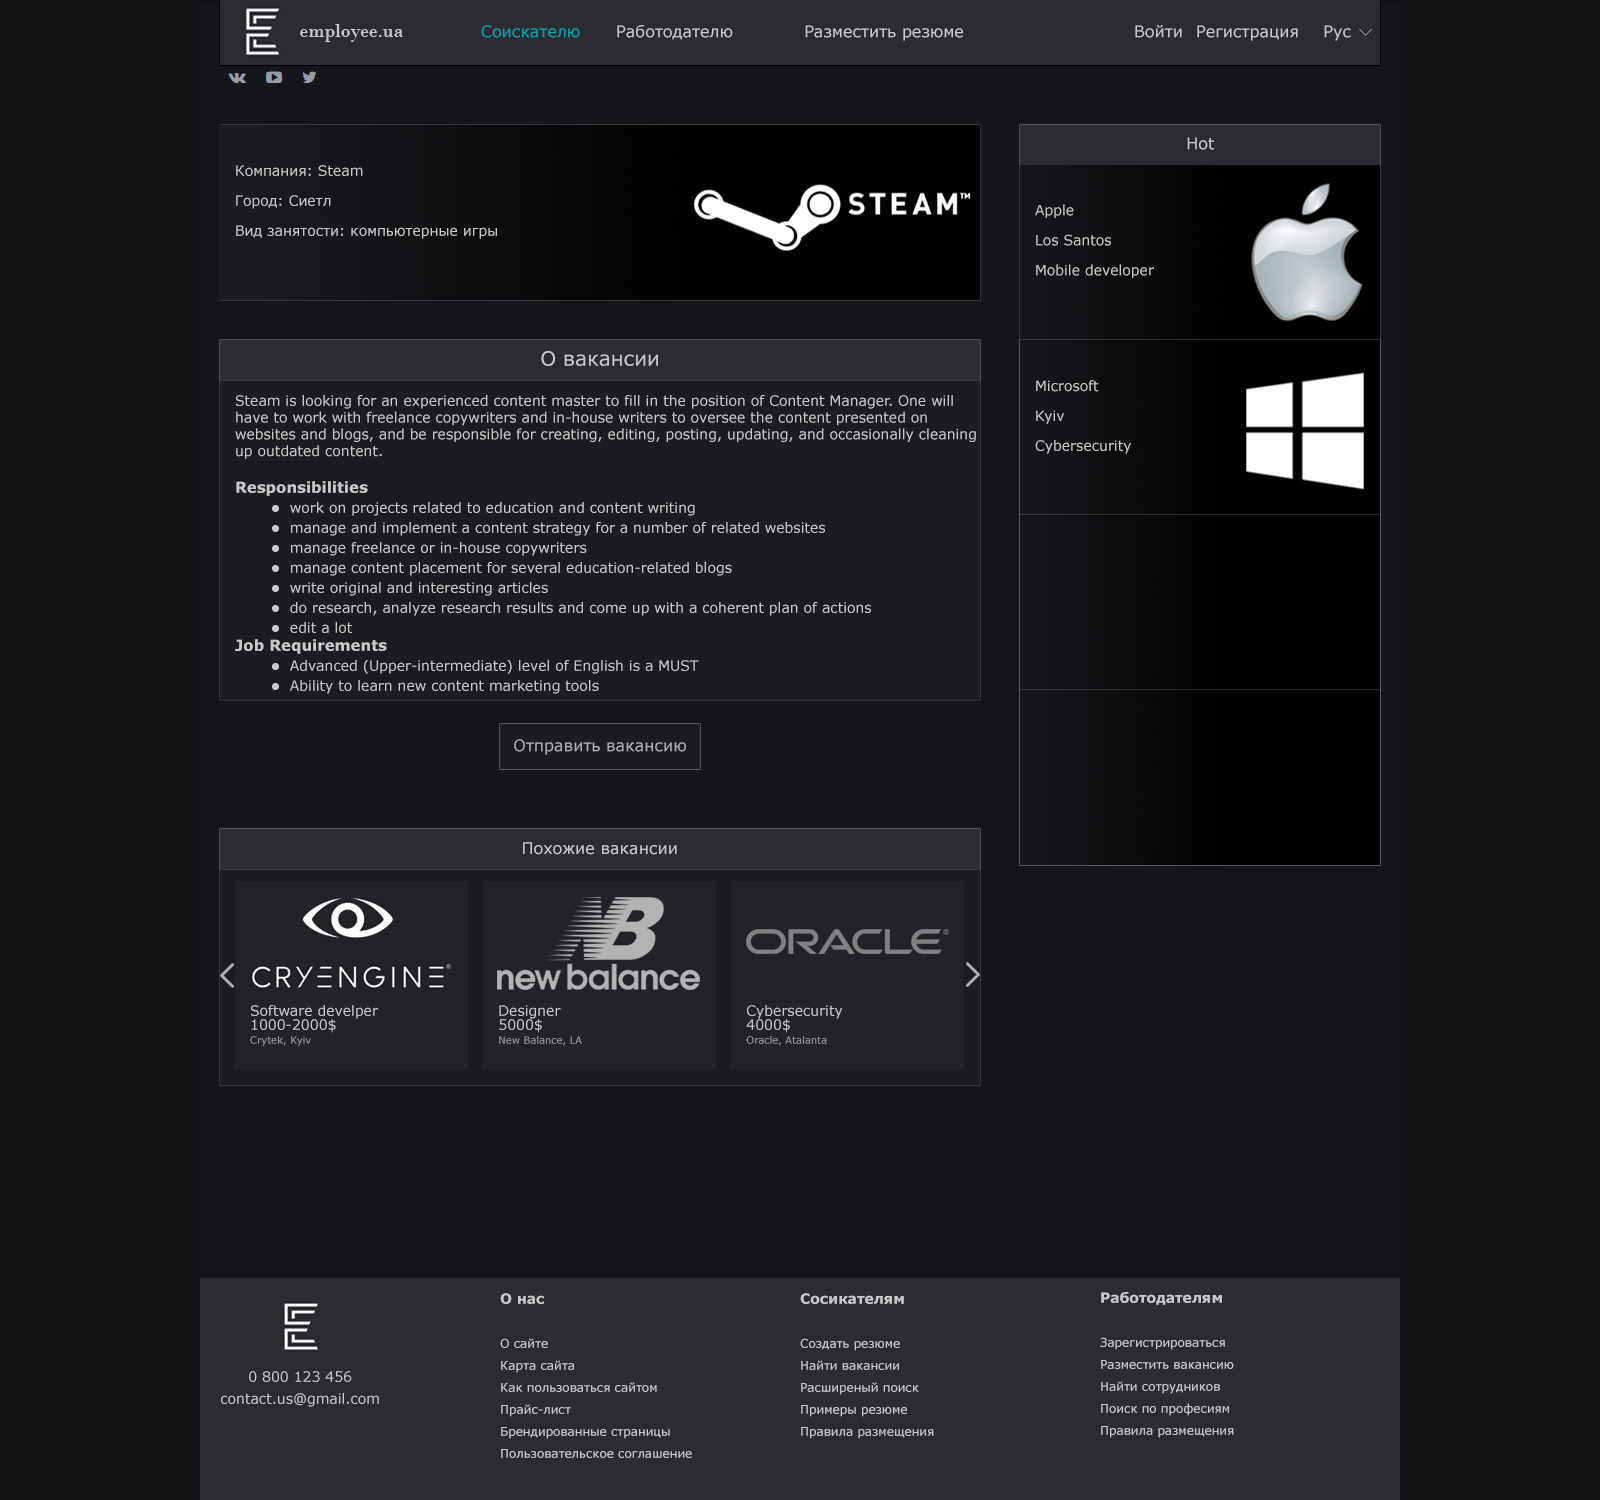 employee.ua
Соискателю
Работодателю
Разместить резюме
Войти
Регистрация
Рус
Компания: Steam
Город: Сиетл
Вид занятости: компьютерные игры
STEAM™
Hot
Apple
Los Santos
Mobile developer
Microsoft
Kyiv
Cybersecurity
О вакансии
Steam is looking for an experienced content master to fill in the position of Content Manager. One will
have to work with freelance copywriters and in-house writers to oversee the content presented on
websites and blogs, and be responsible for creating, editing, posting, updating, and occasionally cleaning
up outdated content.
Responsibilities
● work on projects related to education and content writing
● manage and implement a content strategy for a number of related websites
● manage freelance or in-house copywriters
● manage content placement for several education-related blogs
● write original and interesting articles
● do research, analyze research results and come up with a coherent plan of actions
● edit a lot
Job Requirements
● Advanced (Upper-intermediate) level of English is a MUST
● Ability to learn new content marketing tools
Отправить вакансию
Похожие вакансии
CRYENGINE®
Software develper
1000-2000$
Crytek, Kyiv
NB
new balance
Designer
5000$
New Balance, LA
ORACLE®
Cybersecurity
4000$
Oracle, Atalanta
0 800 123 456
contact.us@gmail.com
О нас
О сайте
Карта сайта
Как пользоваться сайтом
Прайс-лист
Брендированные страницы
Пользовательское соглашение
Сосикателям
Создать резюме
Найти вакансии
Расширеный поиск
Примеры резюме
Правила размещения
Работодателям
Зарегистрироваться
Разместить вакансию
Найти сотрудников
Поиск по професиям
Правила размещения